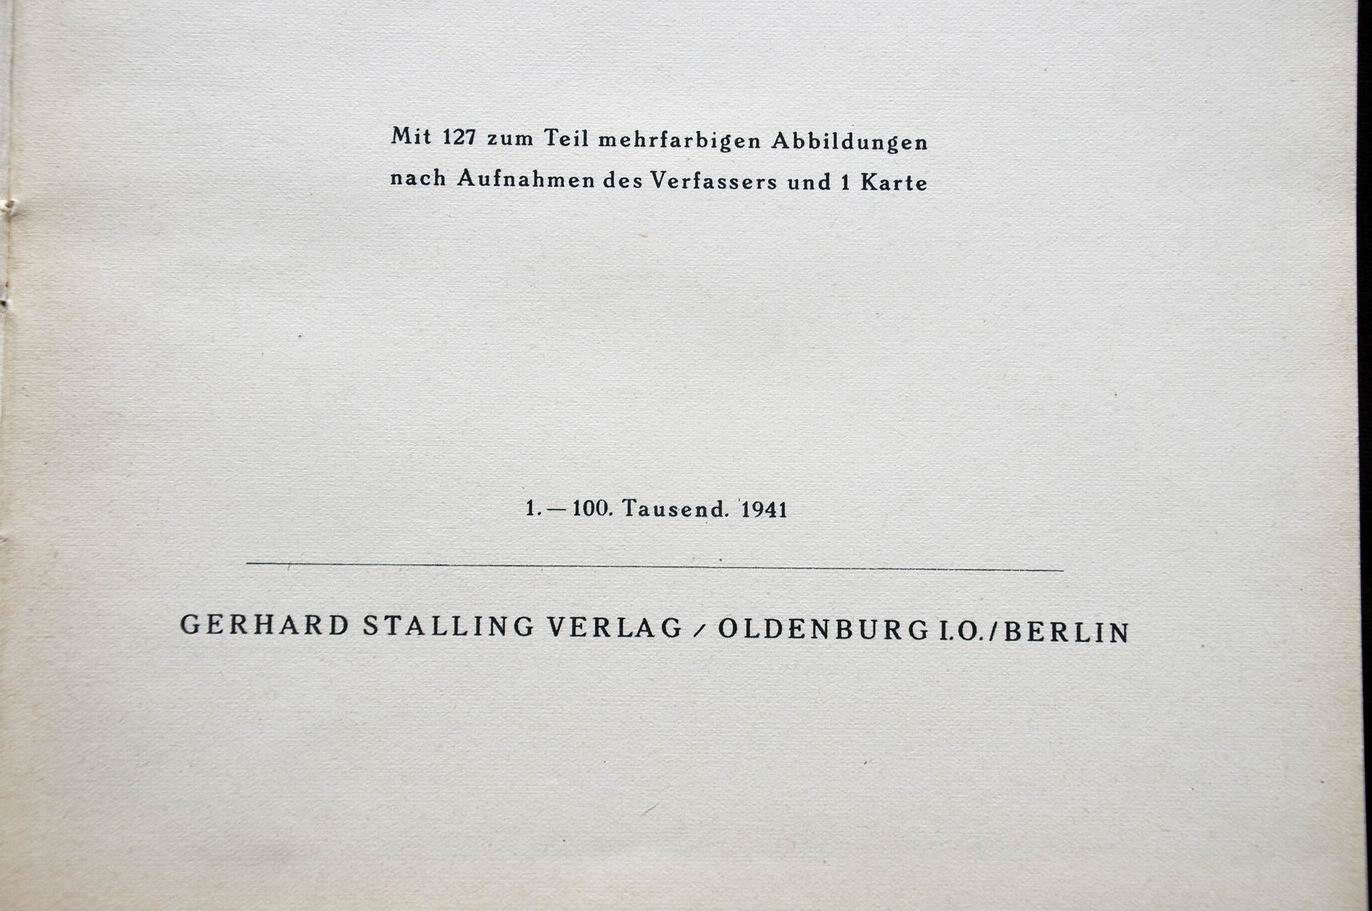 Mit 127 zum Teil mehrfarbigen Abbildungen
nach Aufnahmen des Verfassers und 1 Karte
1.— 100. Tausend. 1941
GERHARD STALLING VERLAG / OLDENBURG I.O./BERLIN